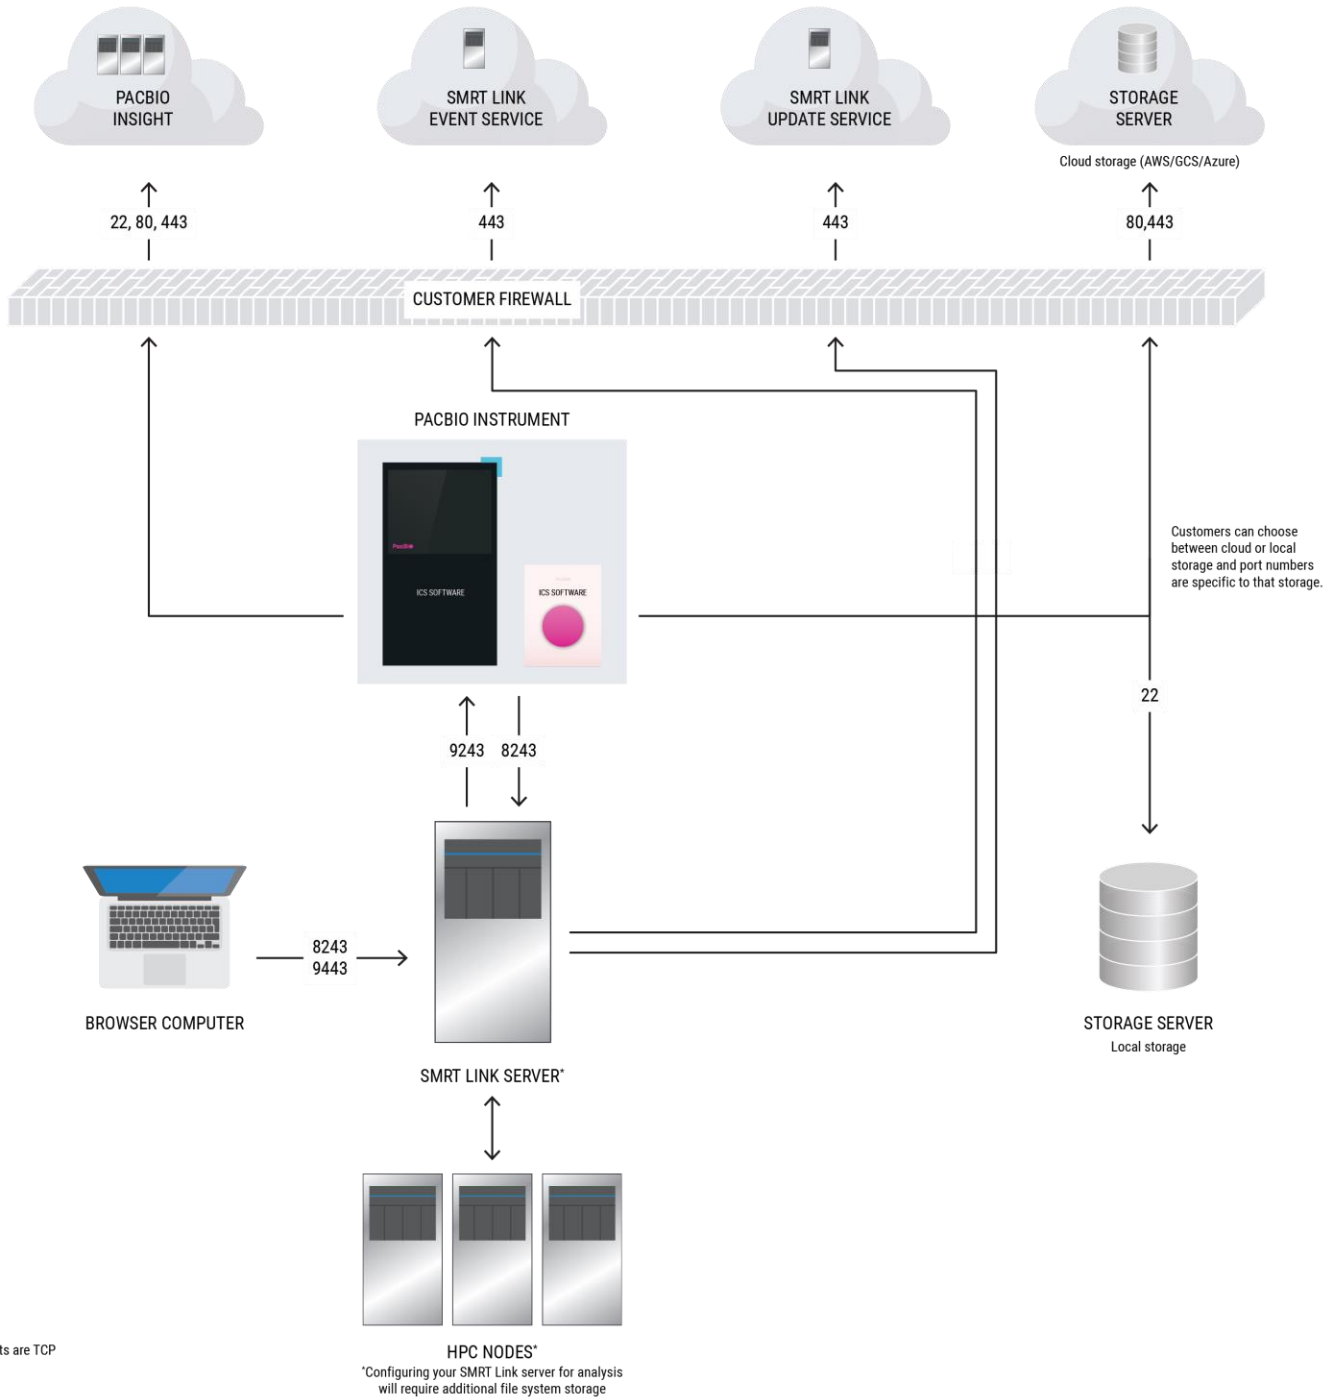 PACBIO
INSIGHT
SMRT LINK
EVENT SERVICE
SMRT LINK
UPDATE SERVICE
STORAGE
SERVER
Cloud storage (AWS/GCS/Azure)
22, 80, 443
443
443
80,443
CUSTOMER FIREWALL
PACBIO INSTRUMENT
PacBio
ICS SOFTWARE
ICS SOFTWARE
Customers can choose
between cloud or local
storage and port numbers
are specific to that storage.
22
9243
8243
8243
9443
BROWSER COMPUTER
SMRT LINK SERVER*
STORAGE SERVER
Local storage
HPC NODES*
*Configuring your SMRT Link server for analysis
will require additional file system storage
ts are TCP